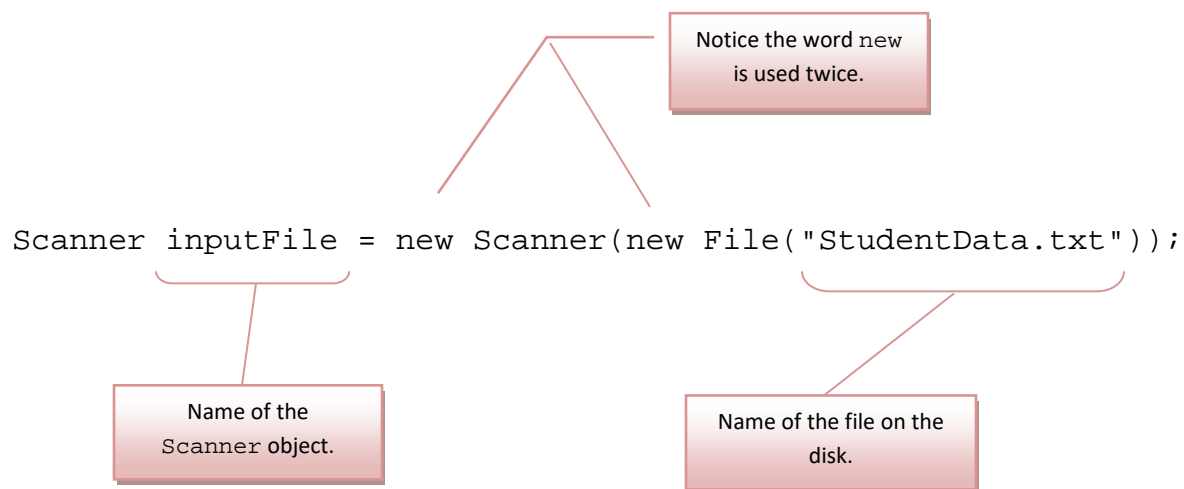 Notice the word new
is used twice.
Scanner inputFile = new Scanner(new File("StudentData.txt"));
Name of the
Scanner object.
Name of the file on the
disk.